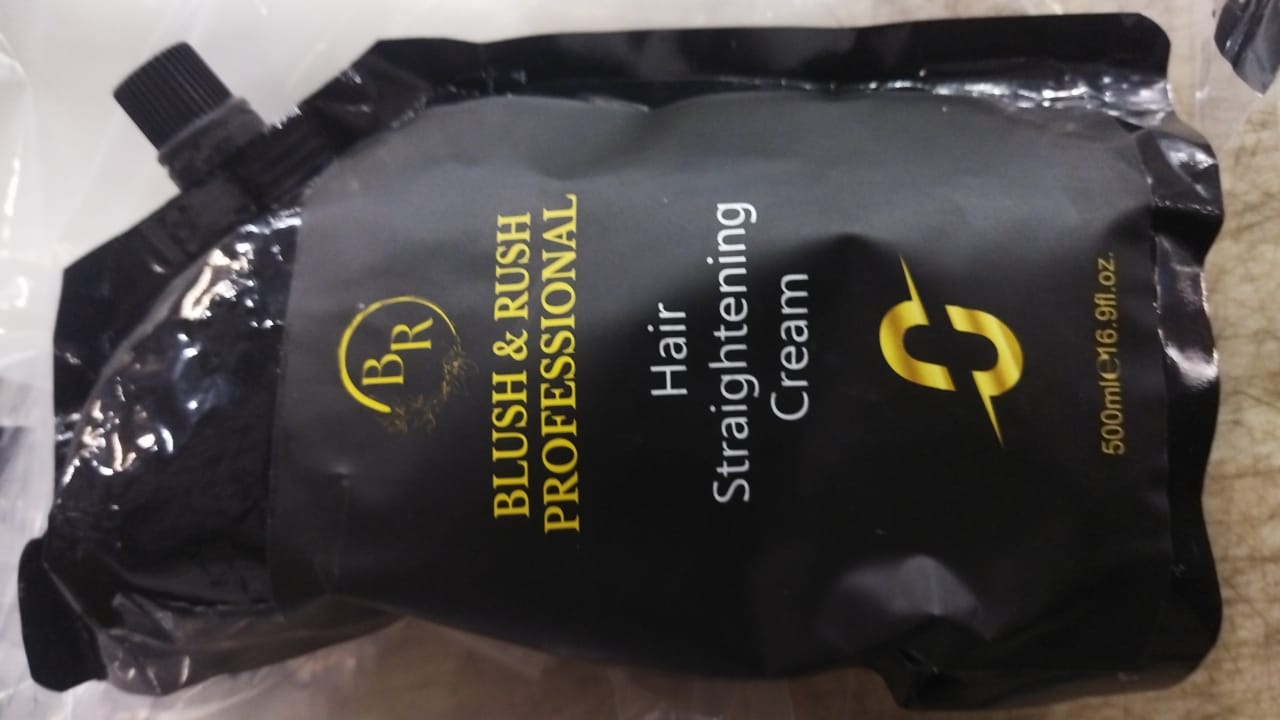 BR
BLUSH & RUSH
PROFESSIONAL
Hair
Straightening
Cream
500ml℮16.9fl.oz.